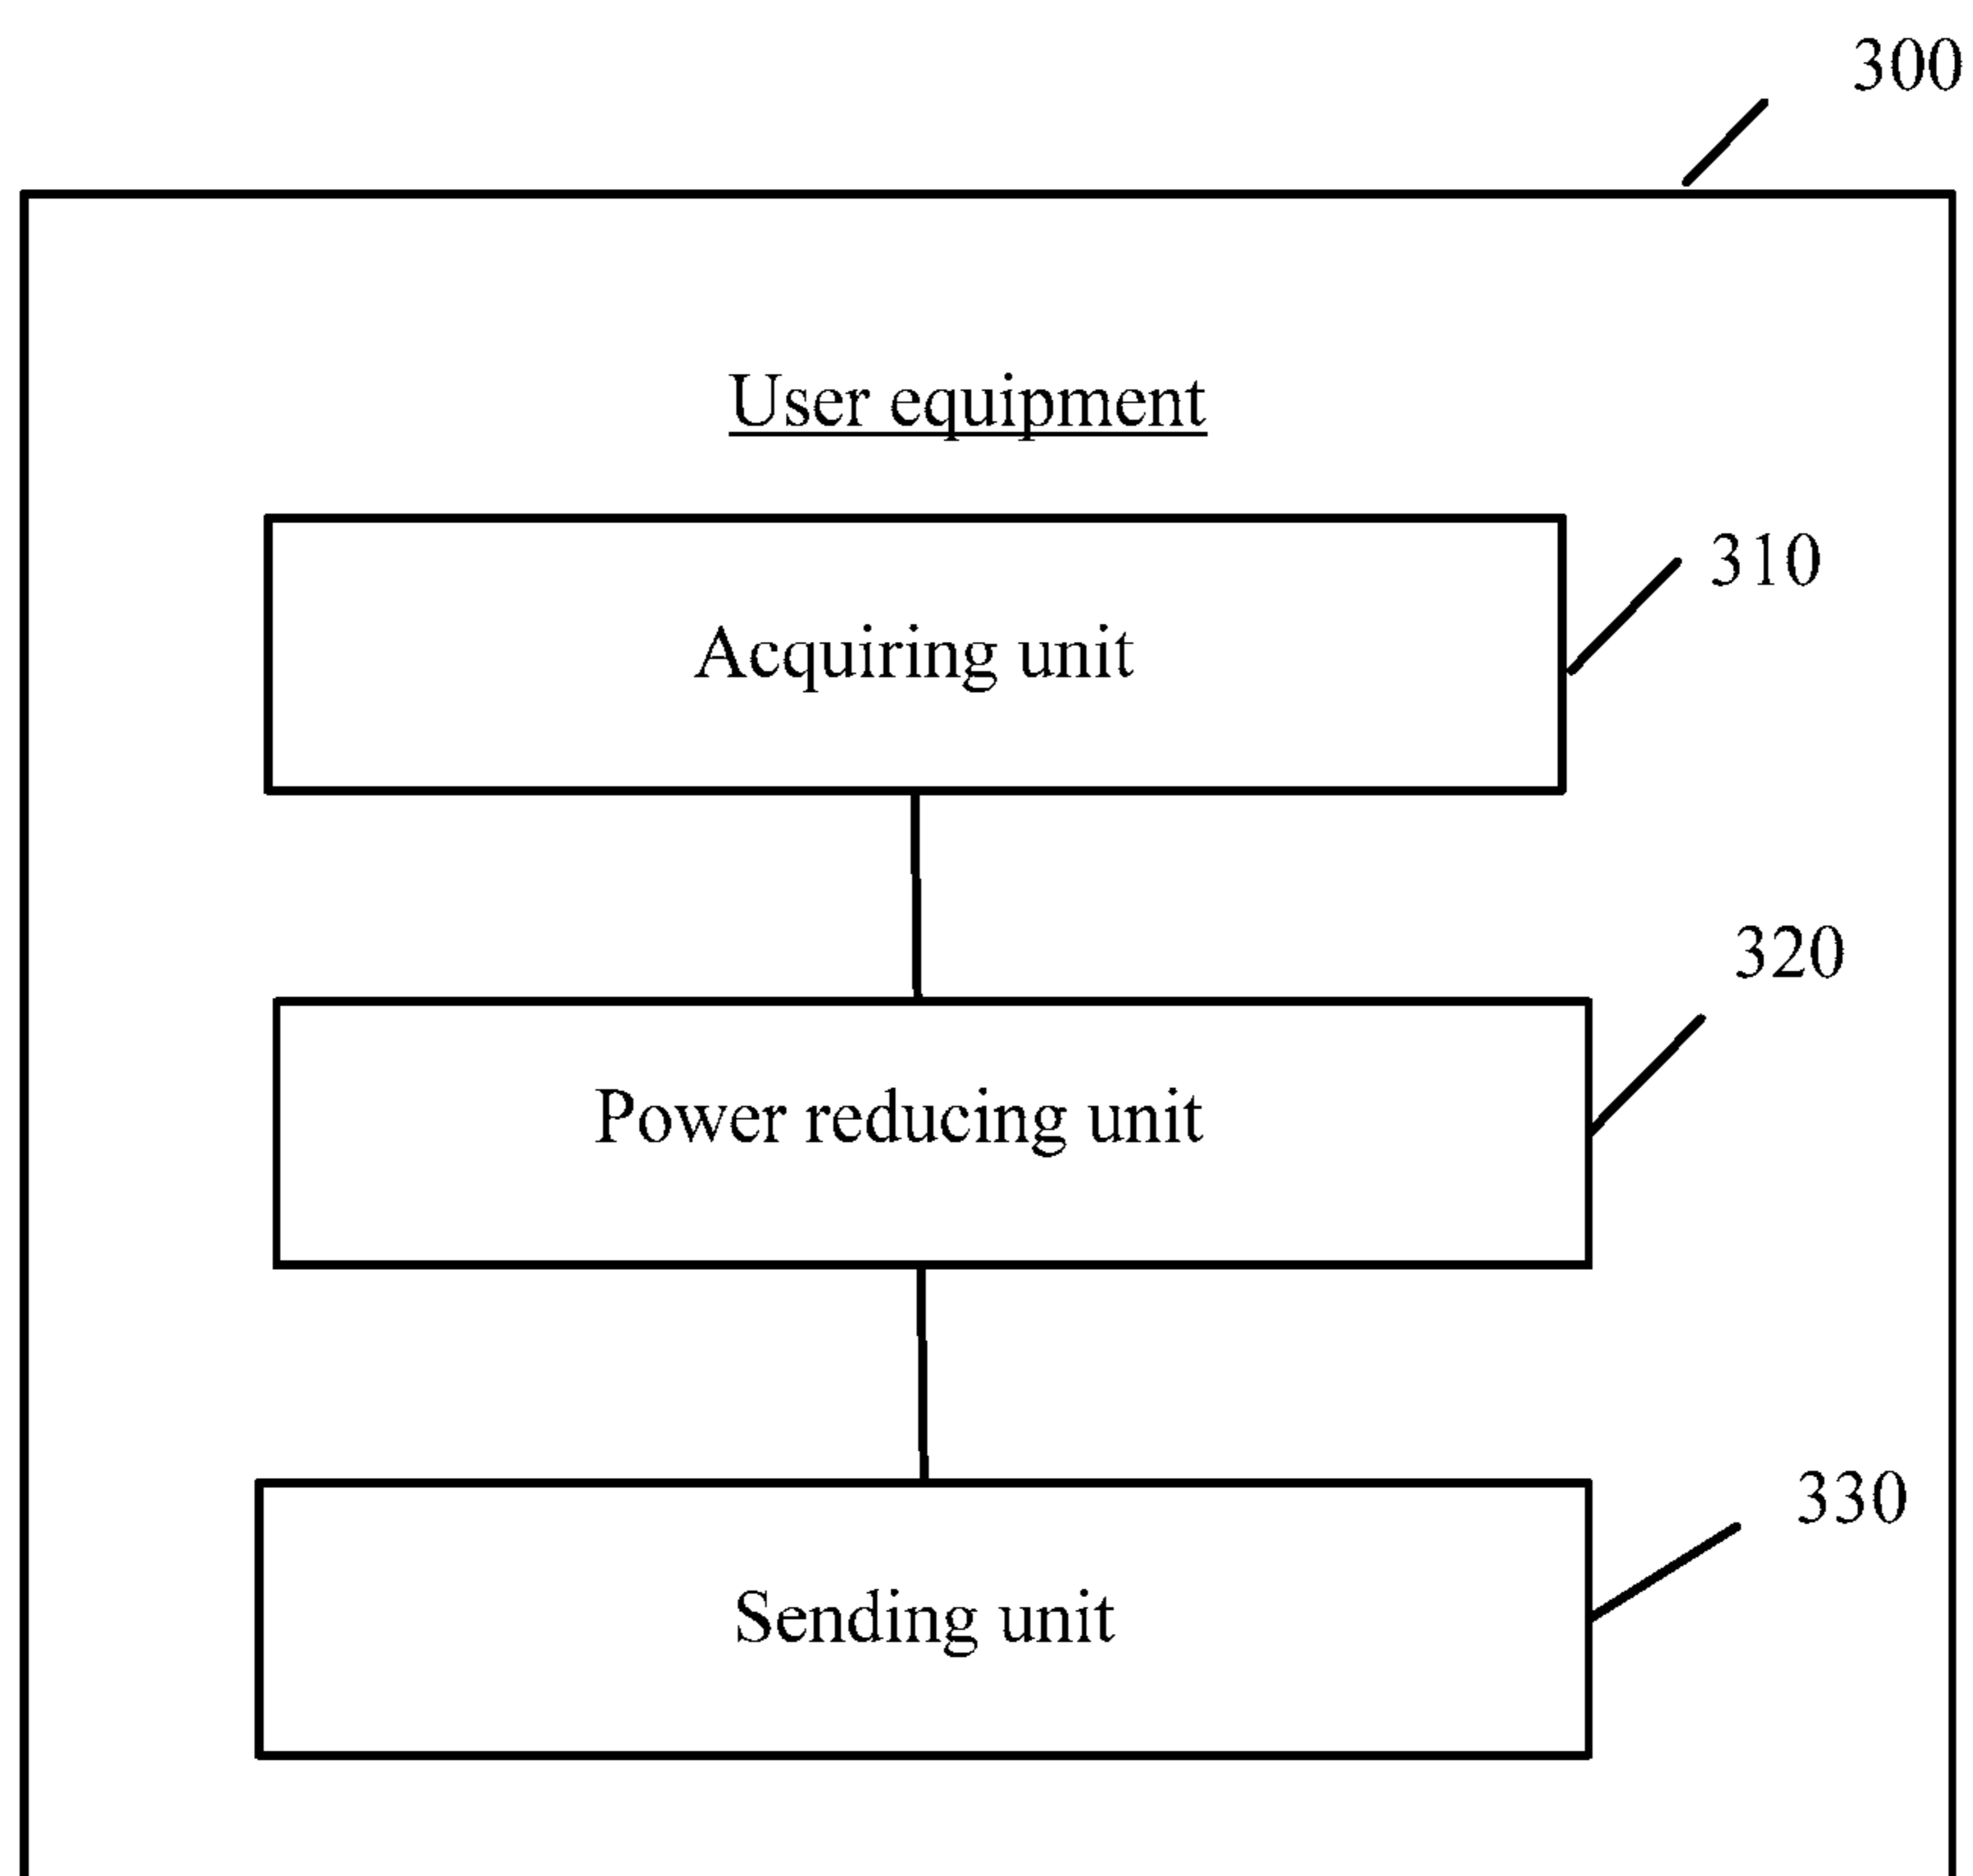 300
User equipment
310
Acquiring unit
320
Power reducing unit
330
Sending unit